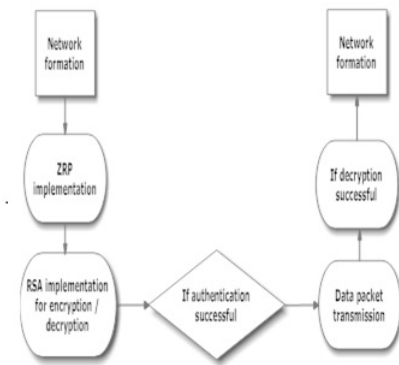 Network
formation
ZRP
implementation
RSA implementation
for encryption /
decryption
If authentication
successful
Data packet
transmission
If decryption
successful
Network
formation